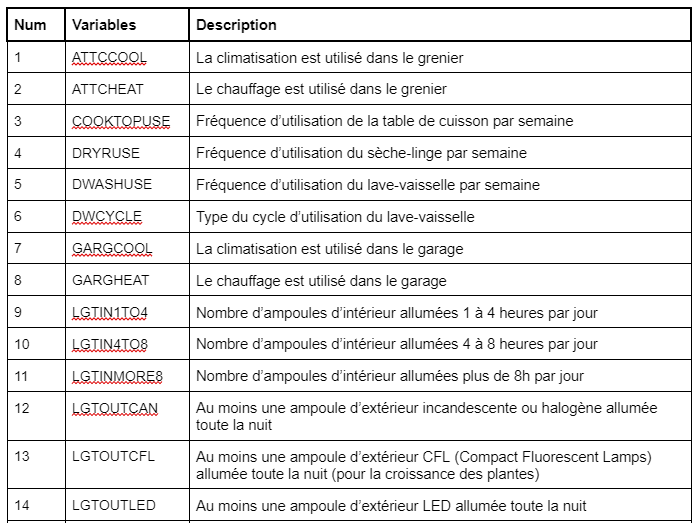 Num Variables Description
1 ATTCCOOL La climatisation est utilisé dans le grenier
2 ATTCHEAT Le chauffage est utilisé dans le grenier
3 COOKTOPUSE Fréquence d’utilisation de la table de cuisson par semaine
4 DRYRUSE Fréquence d’utilisation du sèche-linge par semaine
5 DWASHUSE Fréquence d’utilisation du lave-vaisselle par semaine
6 DWCYCLE Type du cycle d’utilisation du lave-vaisselle
7 GARGCOOL La climatisation est utilisé dans le garage
8 GARGHEAT Le chauffage est utilisé dans le garage
9 LGTIN1TO4 Nombre d’ampoules d’intérieur allumées 1 à 4 heures par jour
10 LGTIN4TO8 Nombre d’ampoules d’intérieur allumées 4 à 8 heures par jour
11 LGTINMORE8 Nombre d’ampoules d’intérieur allumées plus de 8h par jour
12 LGTOUTCAN Au moins une ampoule d’extérieur incandescente ou halogène allumée
toute la nuit
13 LGTOUTCFL Au moins une ampoule d’extérieur CFL (Compact Fluorescent Lamps)
allumée toute la nuit (pour la croissance des plantes)
14 LGTOUTLED Au moins une ampoule d’extérieur LED allumée toute la nuit